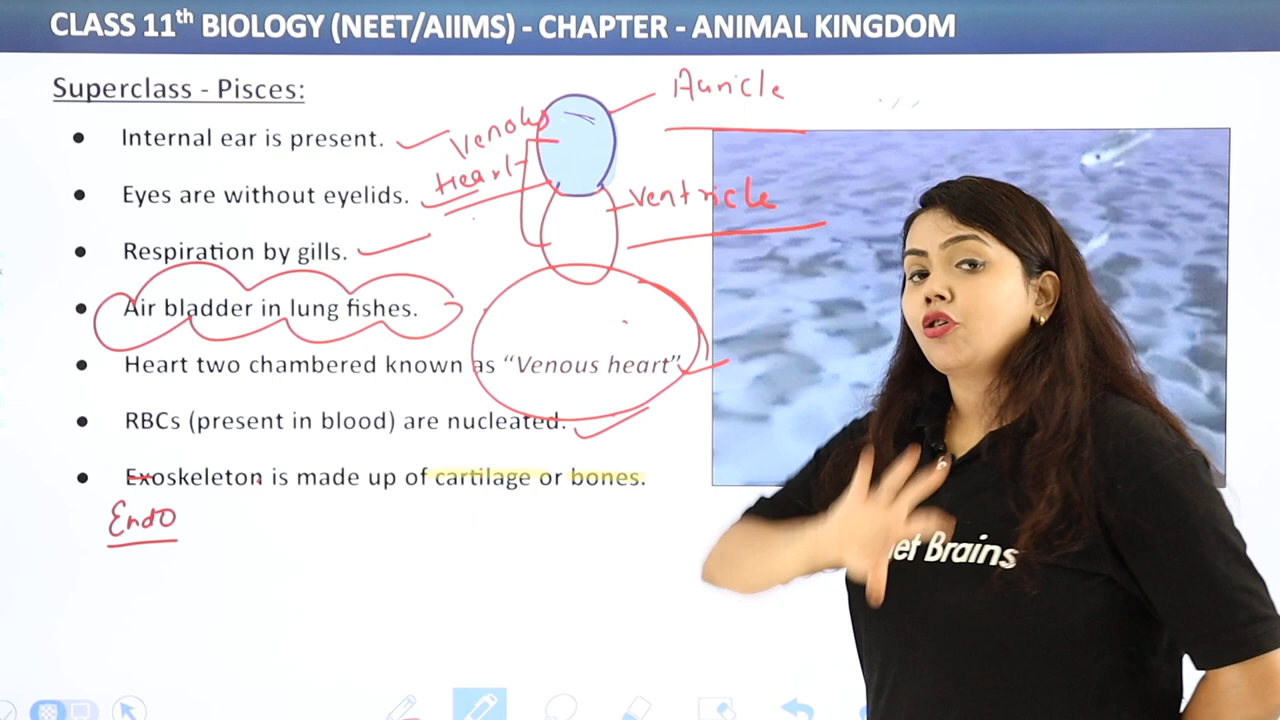 CLASS 11th BIOLOGY (NEET/AIIMS) - CHAPTER - ANIMAL KINGDOM
Superclass - Pisces:
Auricle
• Internal ear is present.
Venous
Heart
• Eyes are without eyelids.
Ventricle
• Respiration by gills.
• Air bladder in lung fishes.
• Heart two chambered known as “Venous heart”
• RBCs (present in blood) are nucleated.
• Exoskeleton is made up of cartilage or bones.
Endo
et Brains